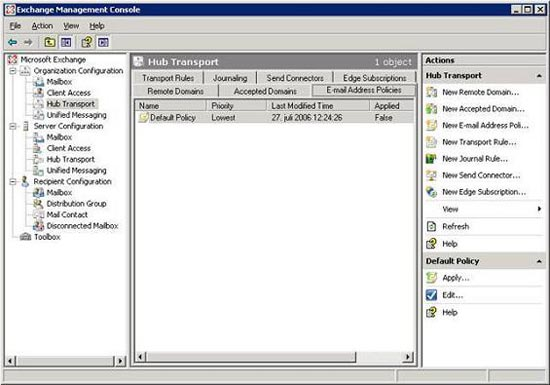 Exchange Management Console
File Action View Help
Microsoft Exchange
Organization Configuration
Mailbox
Client Access
Hub Transport
Unified Messaging
Server Configuration
Mailbox
Client Access
Hub Transport
Unified Messaging
Recipient Configuration
Mailbox
Distribution Group
Mail Contact
Disconnected Mailbox
Toolbox
Hub Transport 1 object
Transport Rules Journaling Send Connectors Edge Subscriptions
Remote Domains Accepted Domains E-mail Address Policies
Name Priority Last Modified Time Applied
Default Policy Lowest 27. juli 2006 12:24:26 False
Actions
Hub Transport
New Remote Domain...
New Accepted Domain...
New E-mail Address Poli...
New Transport Rule...
New Journal Rule...
New Send Connector...
New Edge Subscription...
View
Refresh
Help
Default Policy
Apply...
Edit...
Help